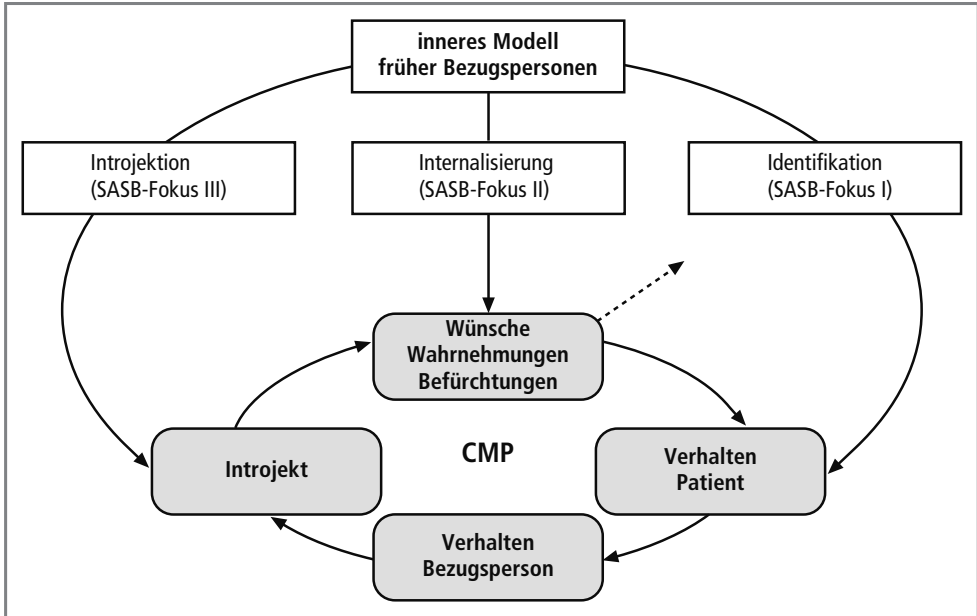 inneres Modell
früher Bezugspersonen
Introjektion
(SASB-Fokus III)
Internalisierung
(SASB-Fokus II)
Identifikation
(SASB-Fokus I)
Wünsche
Wahrnehmungen
Befürchtungen
Introjekt
CMP
Verhalten
Patient
Verhalten
Bezugsperson